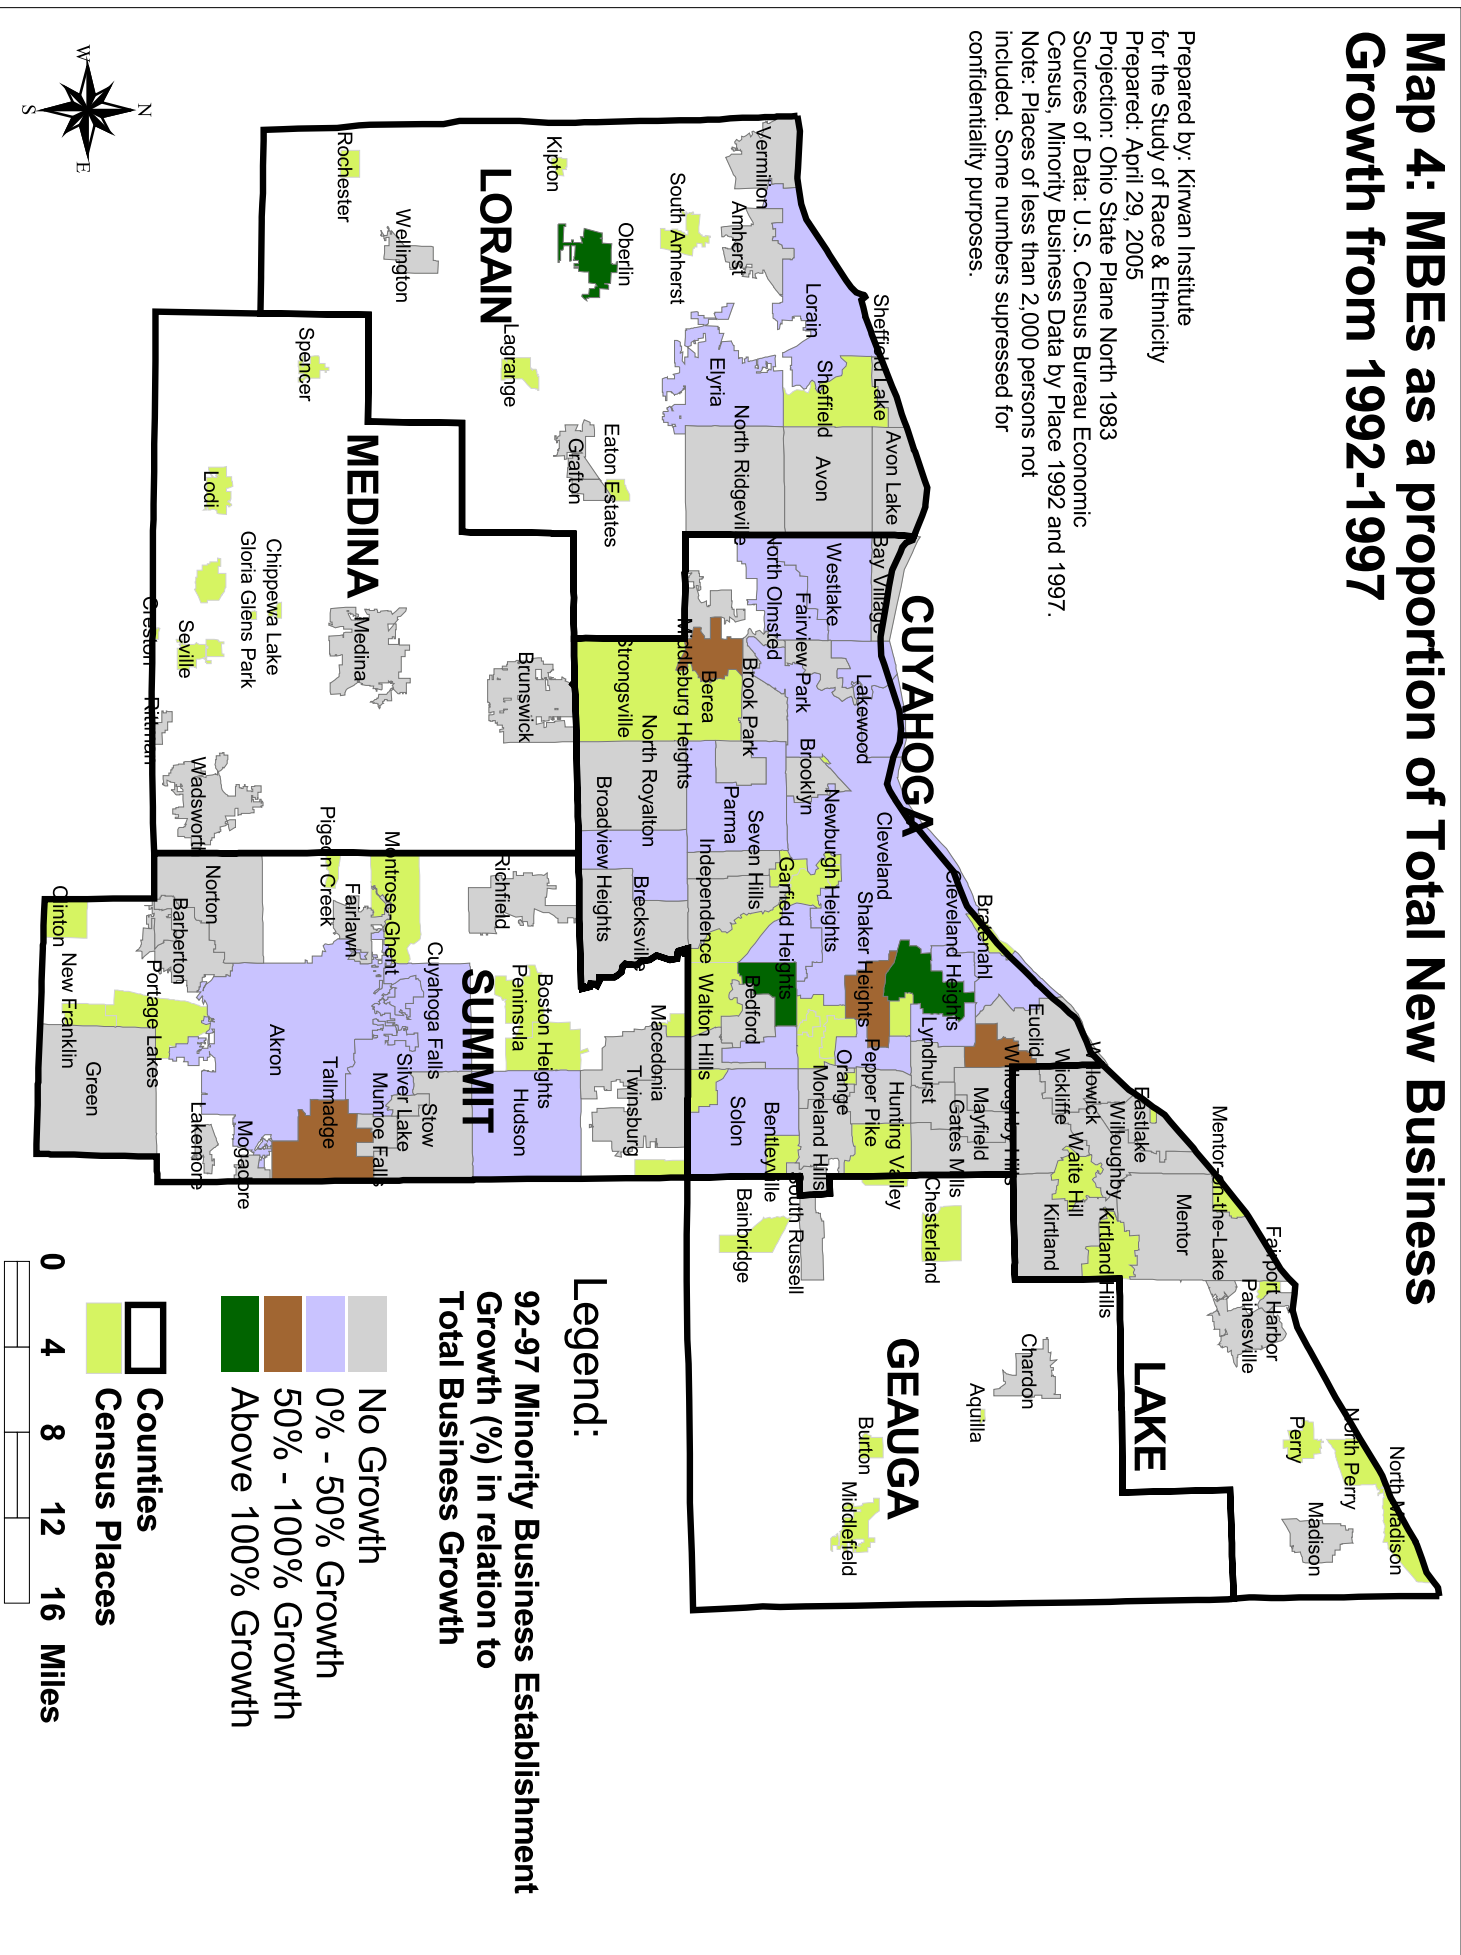 Map 4: MBEs as a proportion of Total New Business
Growth from 1992-1997
Prepared by: Kirwan Institute
for the Study of Race & Ethnicity
Prepared: April 29, 2005
Projection: Ohio State Plane North 1983
Sources of Data: U.S. Census Bureau Economic
Census, Minority Business Data by Place 1992 and 1997.
Note: Places of less than 2,000 persons not
included. Some numbers supressed for
confidentiality purposes.
N
W
E
S
LORAIN
Vermilion
Amherst
South Amherst
Oberlin
Kipton
Rochester
Wellington
Lagrange
Lorain
Sheffield Lake
Sheffield
Elyria
Avon Lake
Avon
North Ridgeville
Eaton Estates
Grafton
MEDINA
Spencer
Lodi
Chippewa Lake
Gloria Glens Park
Seville
Creston
Rittman
Medina
Brunswick
Wadsworth
CUYAHOGA
Bay Village
Westlake
North Olmsted
Fairview Park
Lakewood
Brook Park
Berea
Middleburg Heights
Strongsville
North Royalton
Broadview Heights
Brooklyn
Parma
Seven Hills
Newburgh Heights
Cleveland
Independence
Brecksville
Garfield Heights
Cleveland Heights
Shaker Heights
Bratenahl
Bedford
Walton Hills
Euclid
Lyndhurst
Pepper Pike
Orange
Moreland Hills
Hunting Valley
Gates Mills
Mayfield
Solon
Bentleyville
SUMMIT
Richfield
Montrose-Ghent
Fairlawn
Pigeon Creek
Norton
Barberton
Clinton
New Franklin
Portage Lakes
Green
Akron
Cuyahoga Falls
Peninsula
Boston Heights
Macedonia
Twinsburg
Hudson
Stow
Silver Lake
Munroe Falls
Tallmadge
Mogadore
Lakemore
LAKE
Willoughby Hills
Wickliffe
Willowick
Eastlake
Willoughby
Waite Hill
Kirtland
Kirtland Hills
Mentor
Mentor-on-the-Lake
Fairport Harbor
Painesville
Perry
North Perry
North Madison
Madison
GEAUGA
Chesterland
South Russell
Bainbridge
Chardon
Aquilla
Burton
Middlefield
Legend:
92-97 Minority Business Establishment
Growth (%) in relation to
Total Business Growth
No Growth
0% - 50% Growth
50% - 100% Growth
Above 100% Growth
Counties
Census Places
0 4 8 12 16 Miles